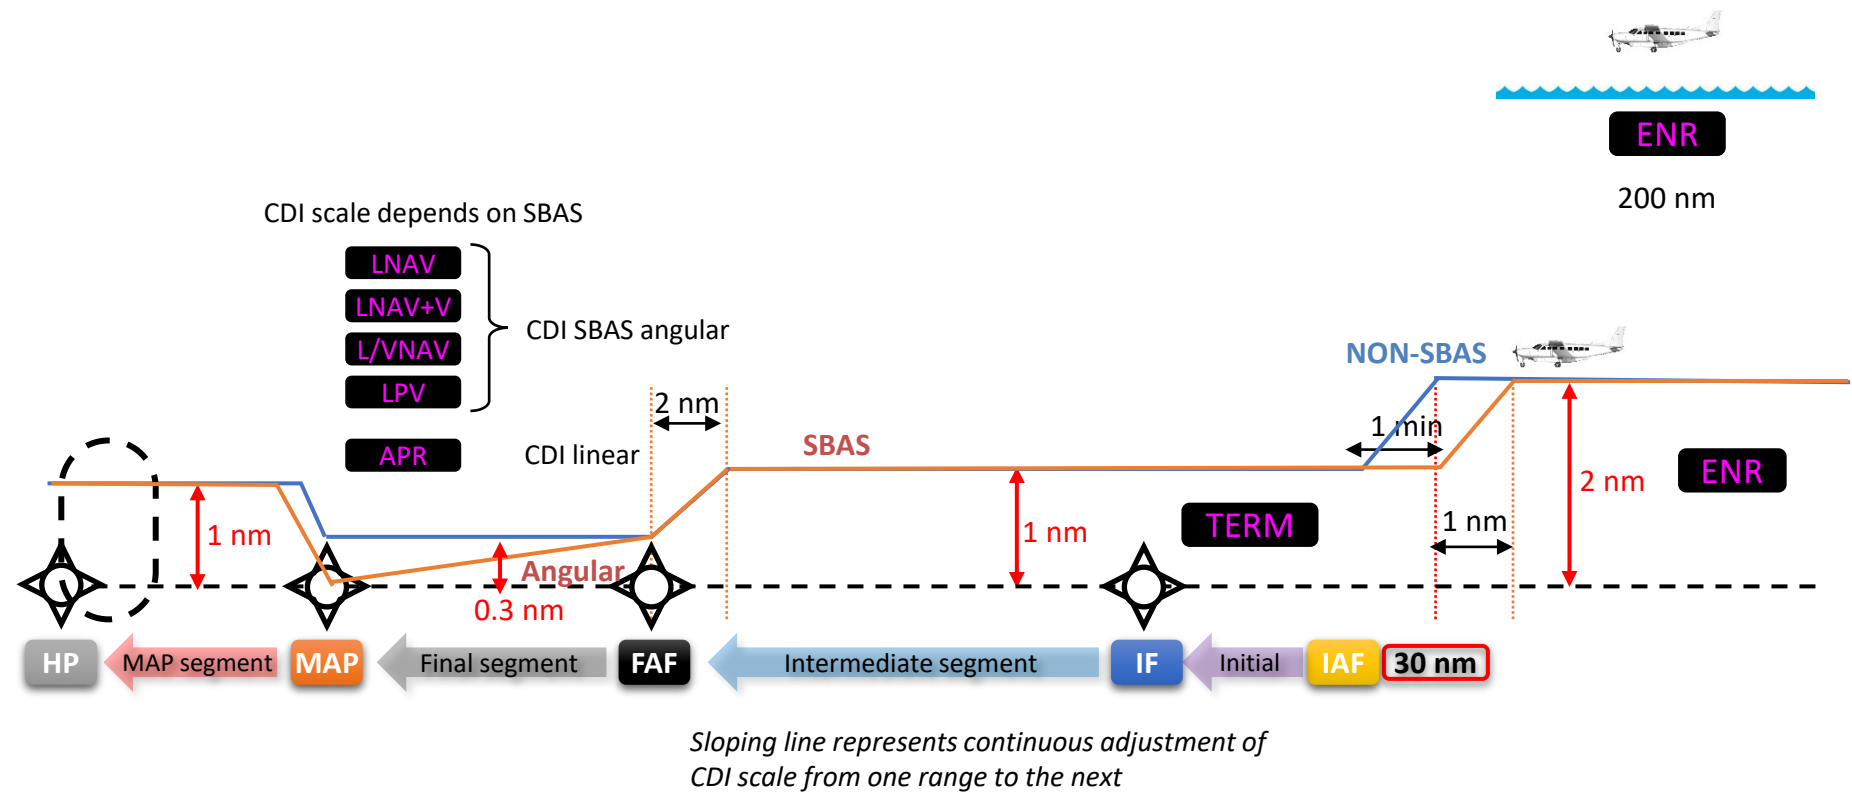 ENR
200 nm
CDI scale depends on SBAS
LNAV
LNAV+V
L/VNAV
LPV
CDI SBAS angular
APR
CDI linear
2 nm
SBAS
NON-SBAS
1 min
2 nm
ENR
1 nm
TERM
1 nm
1 nm
Angular
0.3 nm
HP
MAP segment
MAP
Final segment
FAF
Intermediate segment
IF
Initial
IAF
30 nm
Sloping line represents continuous adjustment of
CDI scale from one range to the next